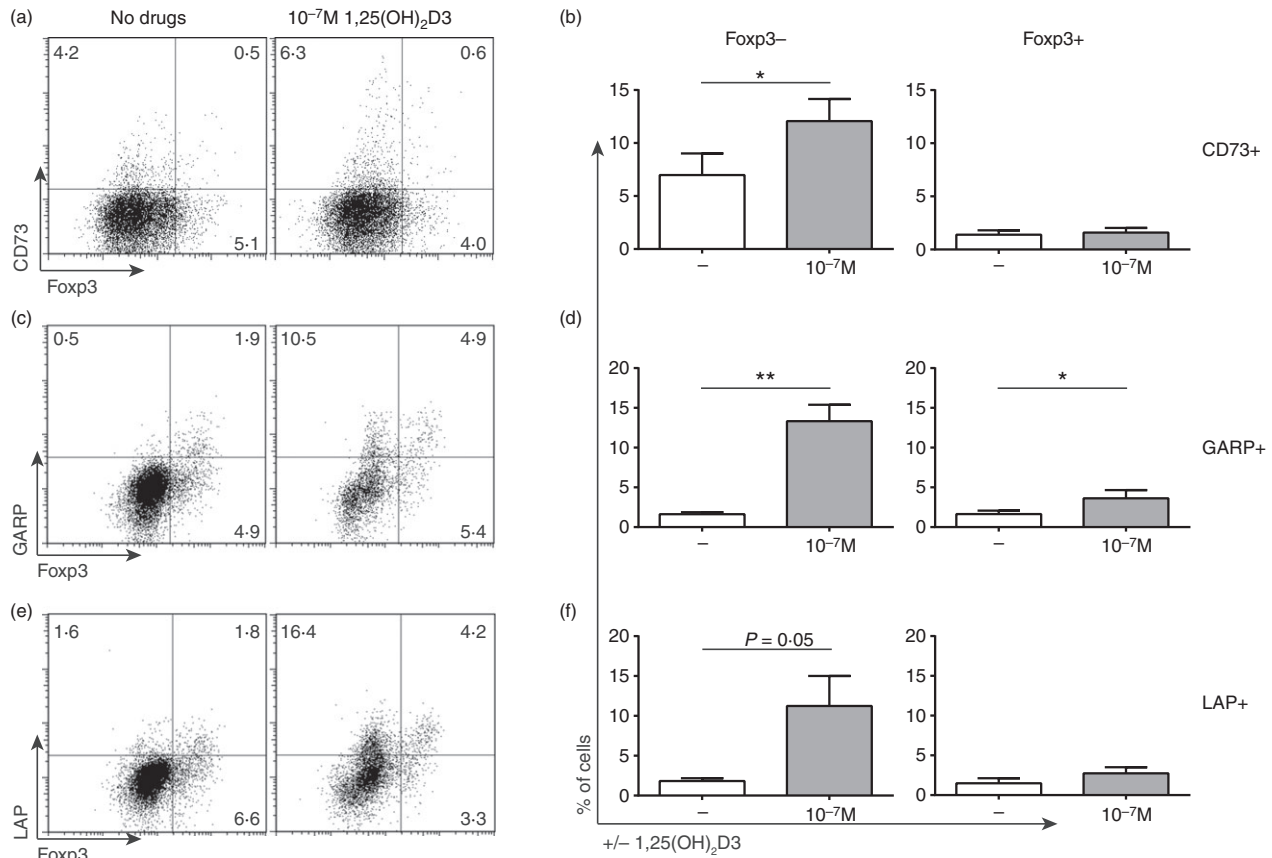 (a)
No drugs
10⁻⁷M 1,25(OH)₂D3
4·2
0·5
5·1
6·3
0·6
4·0
CD73
Foxp3
(b)
Foxp3–
Foxp3+
15
10
5
0
*
–
10⁻⁷M
15
10
5
0
–
10⁻⁷M
CD73+
(c)
0·5
1·9
4·9
10·5
4·9
5·4
GARP
Foxp3
(d)
20
15
10
5
0
**
–
10⁻⁷M
20
15
10
5
0
*
–
10⁻⁷M
GARP+
(e)
1·6
1·8
6·6
16·4
4·2
3·3
LAP
Foxp3
(f)
20
15
10
5
0
P = 0·05
–
10⁻⁷M
20
15
10
5
0
–
10⁻⁷M
LAP+
% of cells
+/– 1,25(OH)₂D3